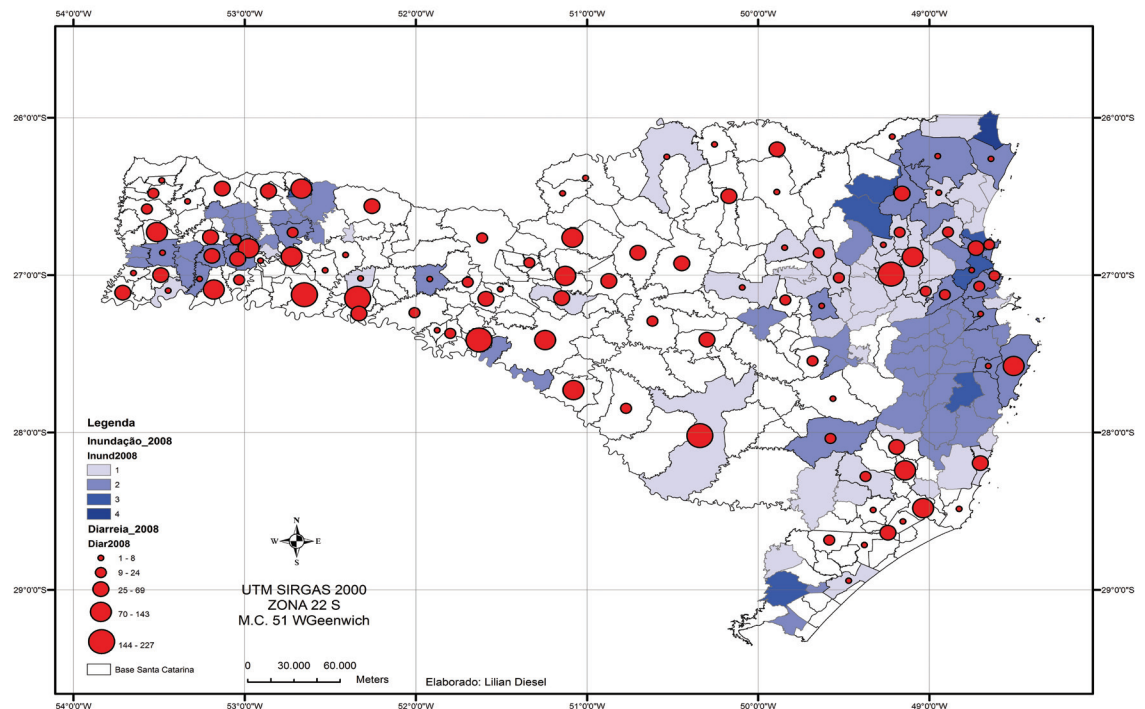 54°0'0"W 53°0'0"W 52°0'0"W 51°0'0"W 50°0'0"W 49°0'0"W
26°0'0"S 26°0'0"S
27°0'0"S 27°0'0"S
28°0'0"S 28°0'0"S
29°0'0"S 29°0'0"S
Legenda
Inundação_2008
Inund2008
1
2
3
4
Diarreia_2008
Diar2008
1 - 8
9 - 24
25 - 69
70 - 143
144 - 227
Base Santa Catarina
N
W E
S
UTM SIRGAS 2000
ZONA 22 S
M.C. 51 WGeenwich
0 30.000 60.000
Meters
Elaborado: Lilian Diesel
54°0'0"W 53°0'0"W 52°0'0"W 51°0'0"W 50°0'0"W 49°0'0"W